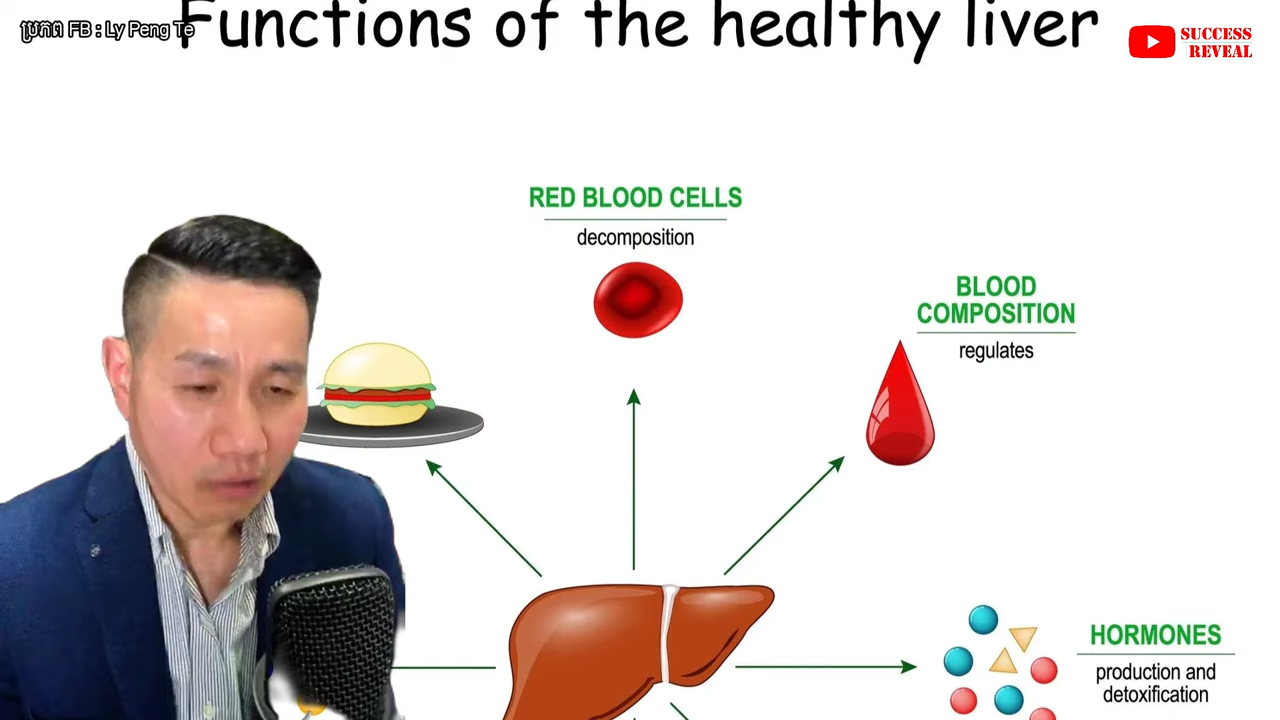 ប្រភព FB : Ly Peng Te
Functions of the healthy liver
SUCCESS
REVEAL
RED BLOOD CELLS
decomposition
BLOOD
COMPOSITION
regulates
HORMONES
production and
detoxification